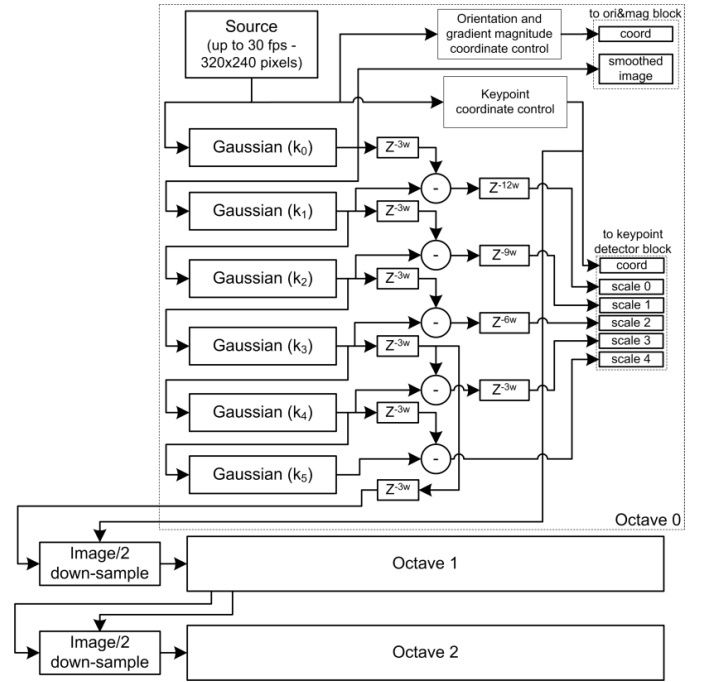 Source
(up to 30 fps -
320x240 pixels)
Orientation and
gradient magnitude
coordinate control
to ori&mag block
coord
smoothed
image
Keypoint
coordinate control
Gaussian (k₀)
Z⁻³ʷ
-
Z⁻¹²ʷ
Gaussian (k₁)
Z⁻³ʷ
-
Z⁻⁹ʷ
to keypoint
detector block
coord
scale 0
scale 1
scale 2
scale 3
scale 4
Gaussian (k₂)
Z⁻³ʷ
-
Z⁻⁶ʷ
Gaussian (k₃)
Z⁻³ʷ
-
Z⁻³ʷ
Gaussian (k₄)
Z⁻³ʷ
-
Gaussian (k₅)
Z⁻³ʷ
Octave 0
Image/2
down-sample
Octave 1
Image/2
down-sample
Octave 2